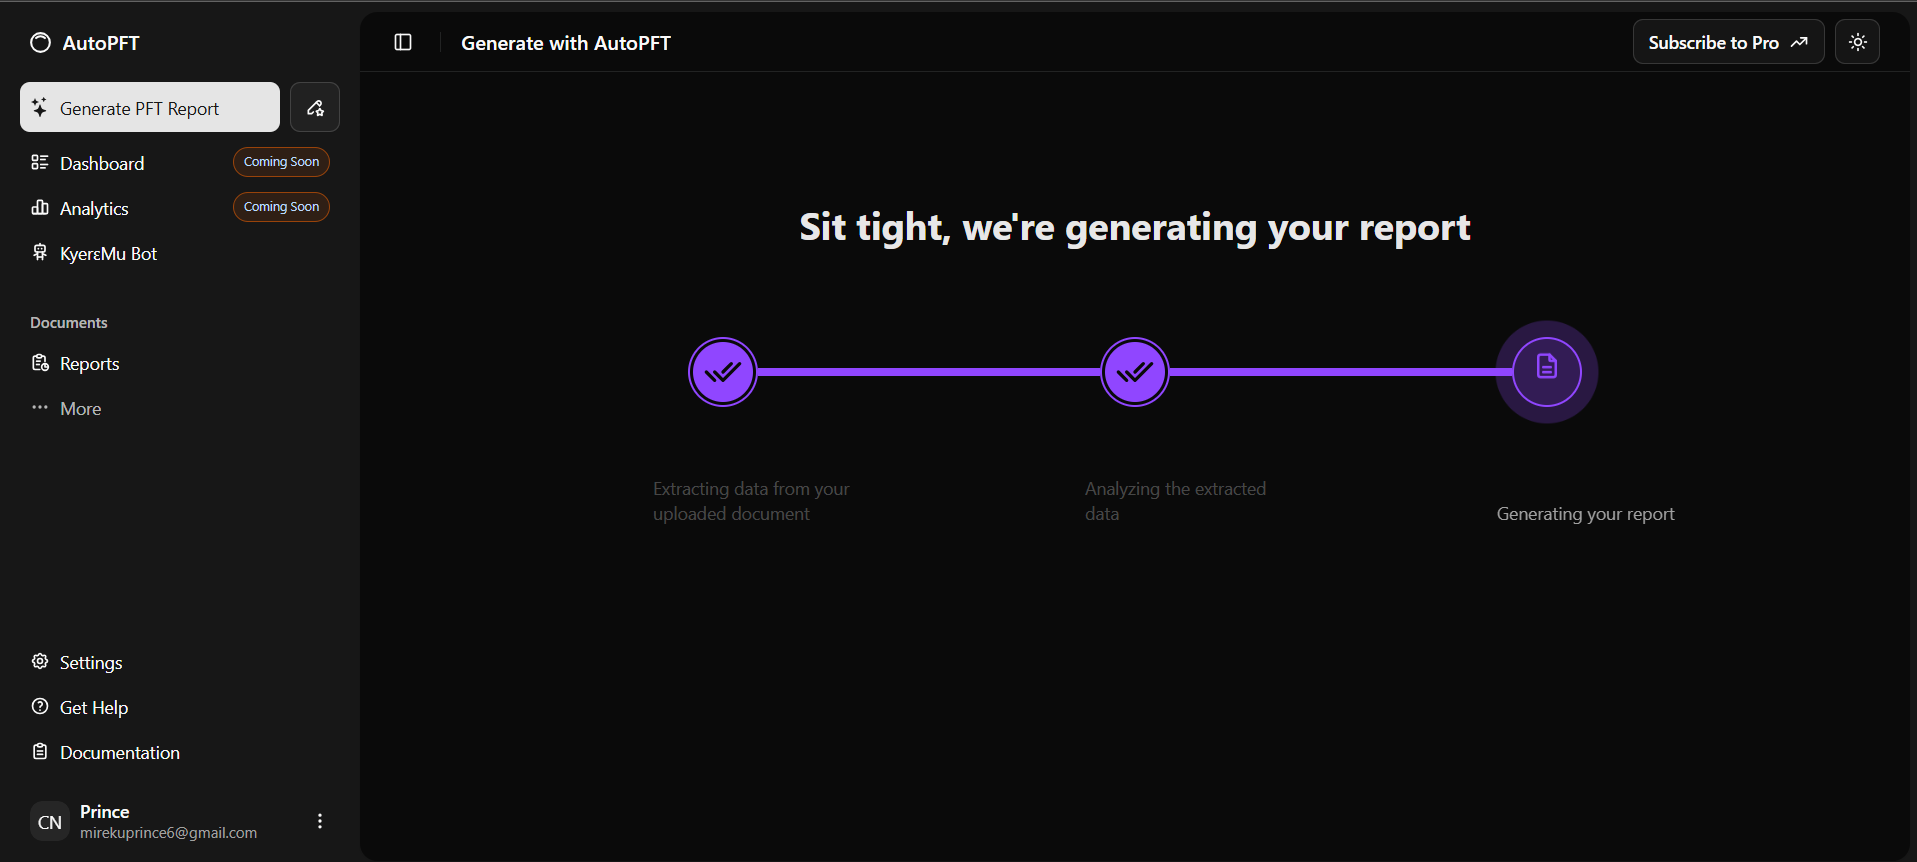 AutoPFT
Generate PFT Report
Dashboard
Coming Soon
Analytics
Coming Soon
KyerɛMu Bot
Documents
Reports
More
Settings
Get Help
Documentation
CN
Prince
mirekuprince6@gmail.com
Generate with AutoPFT
Subscribe to Pro
Sit tight, we're generating your report
Extracting data from your
uploaded document
Analyzing the extracted
data
Generating your report